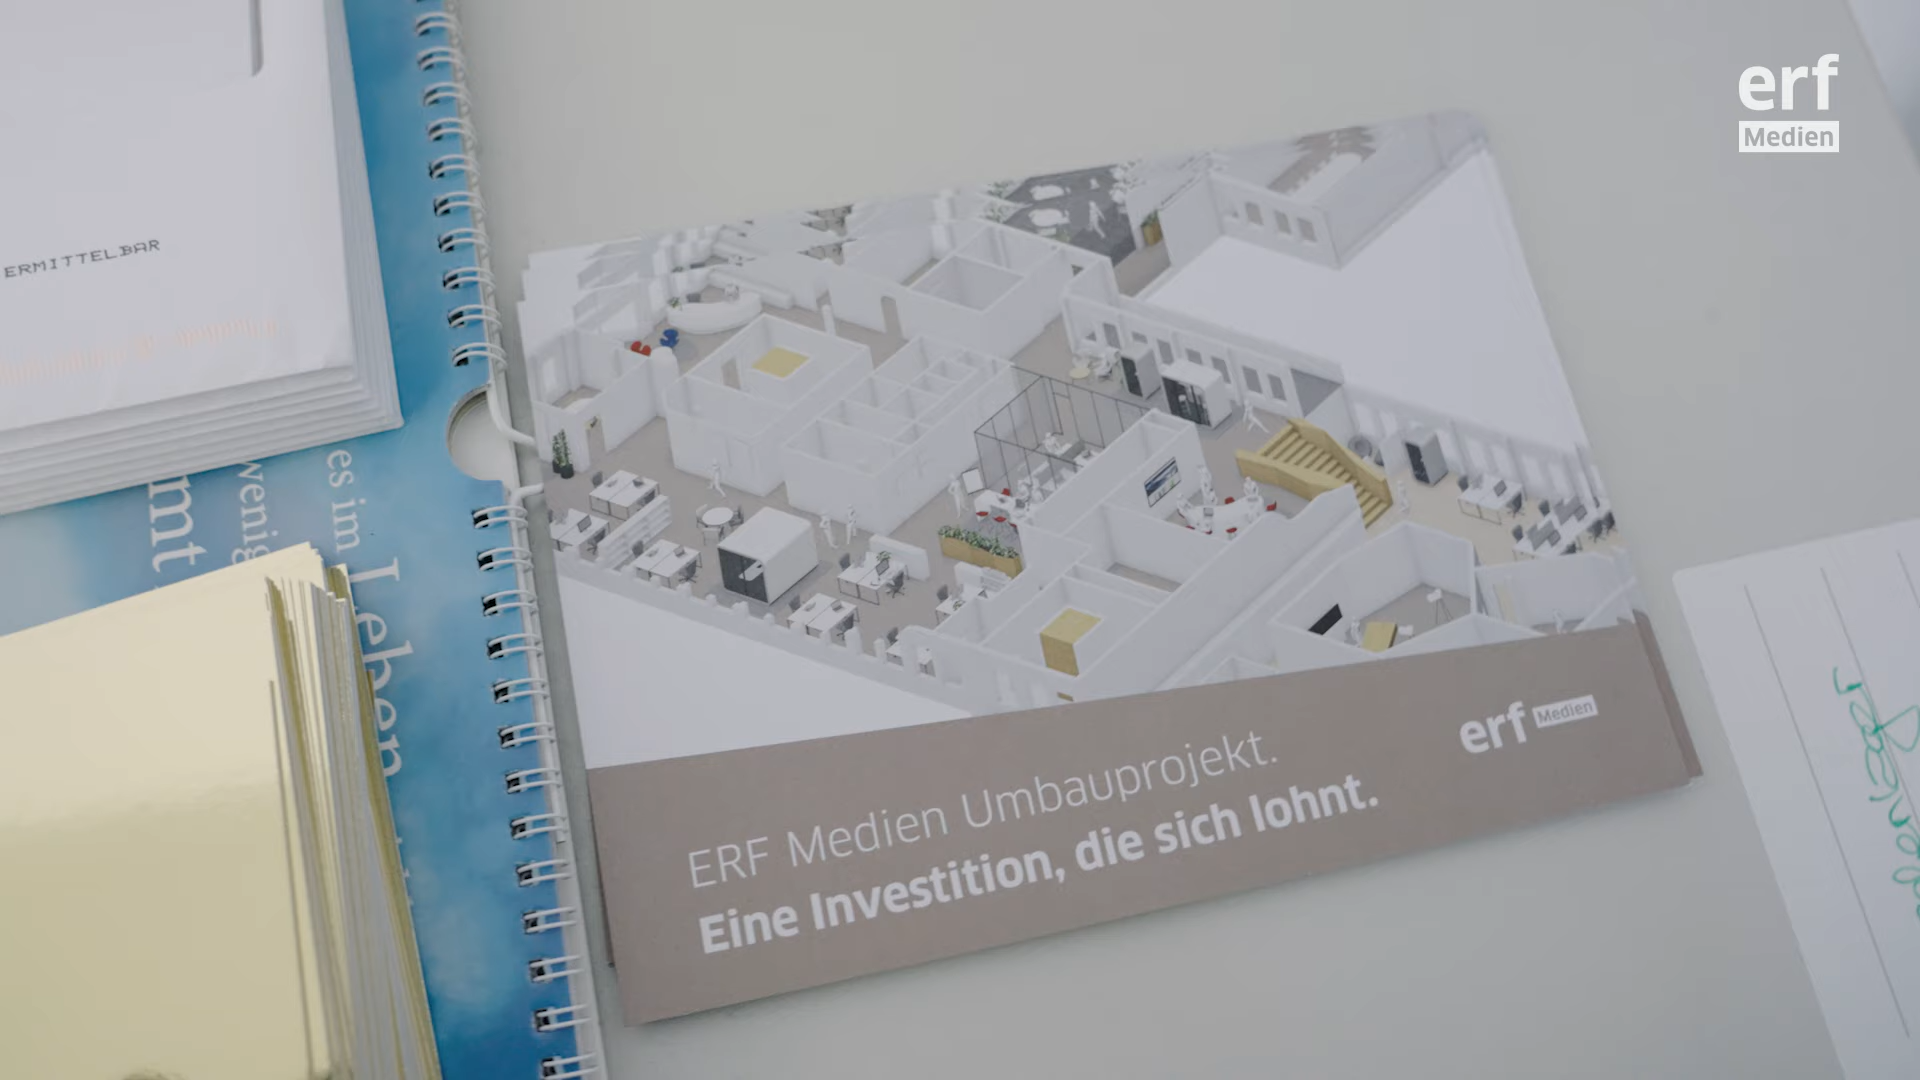 erf
Medien
ERMITTELBAR
es im Leben
wenig
mt
erf Medien
ERF Medien Umbauprojekt.
Eine Investition, die sich lohnt.